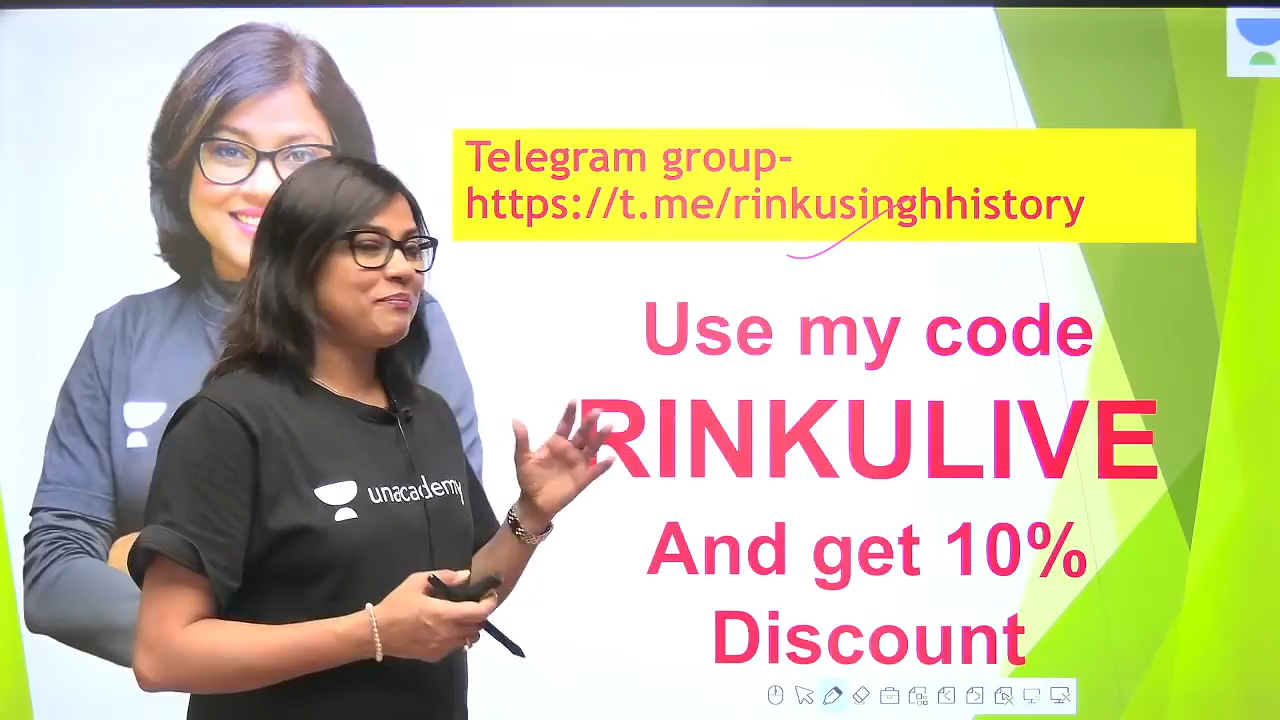 Telegram group-
https://t.me/rinkusinghhistory
Use my code
RINKULIVE
And get 10%
Discount
unacademy